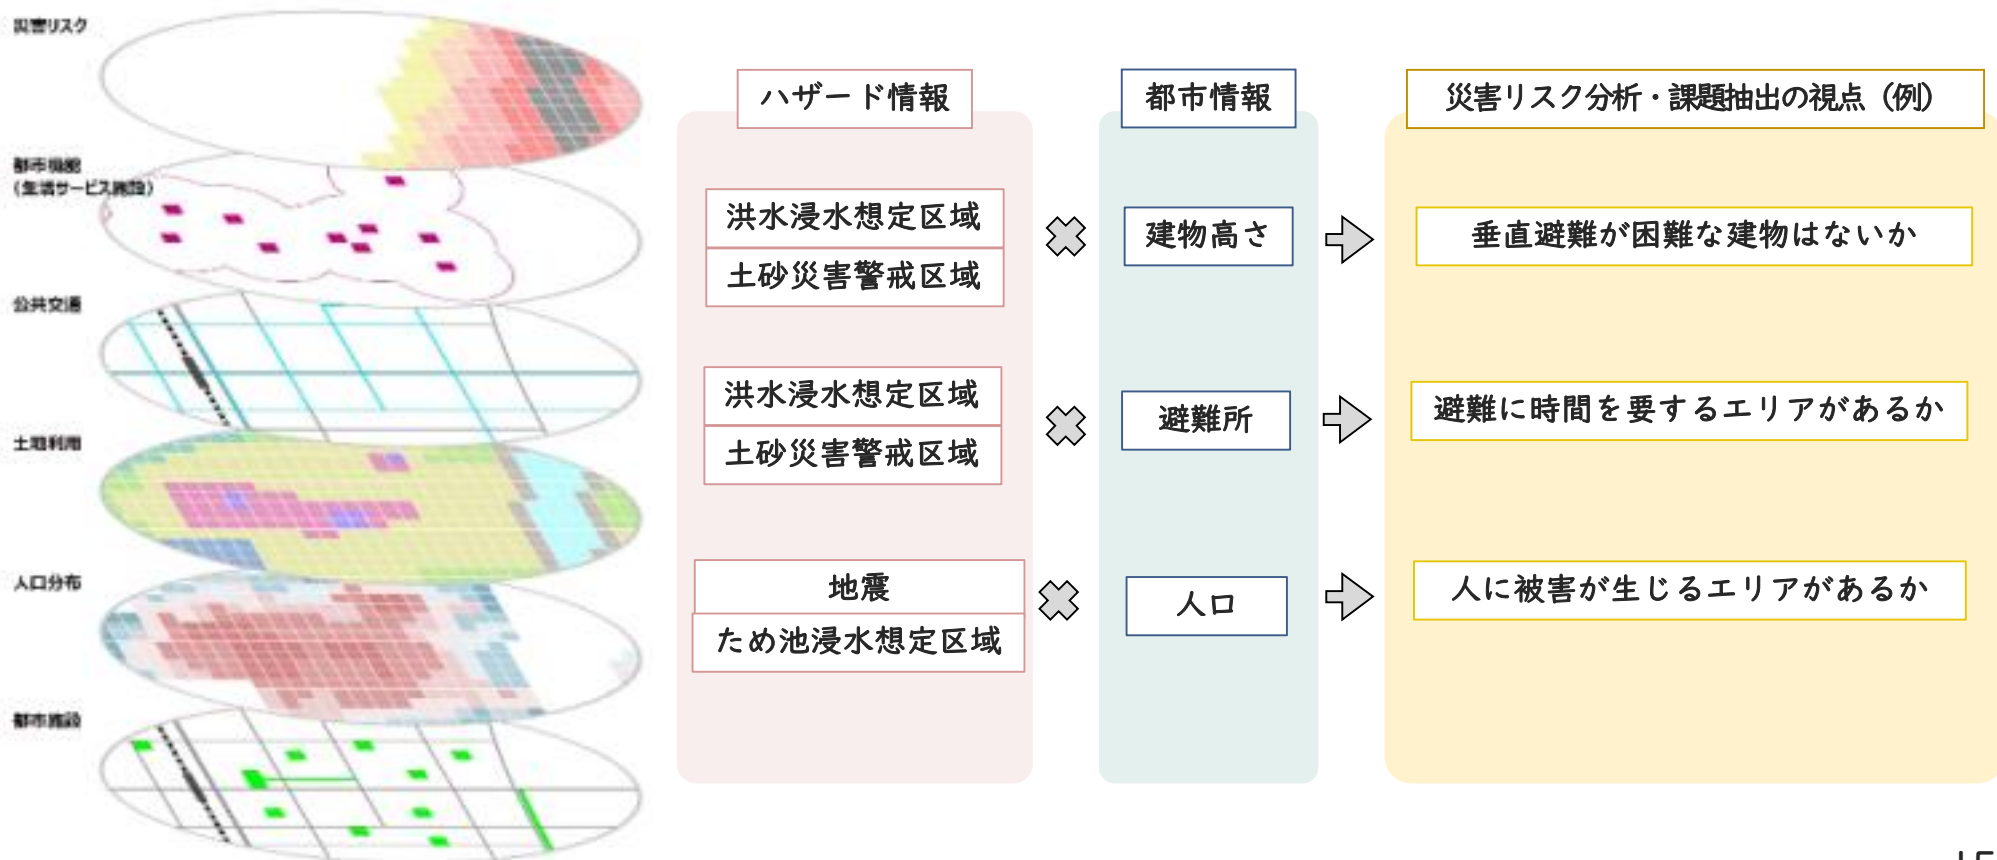 災害リスク
都市機能
(生活サービス施設)
公共交通
土地利用
人口分布
都市施設
ハザード情報
都市情報
災害リスク分析・課題抽出の視点（例）
洪水浸水想定区域
土砂災害警戒区域
建物高さ
垂直避難が困難な建物はないか
洪水浸水想定区域
土砂災害警戒区域
避難所
避難に時間を要するエリアがあるか
地震
ため池浸水想定区域
人口
人に被害が生じるエリアがあるか